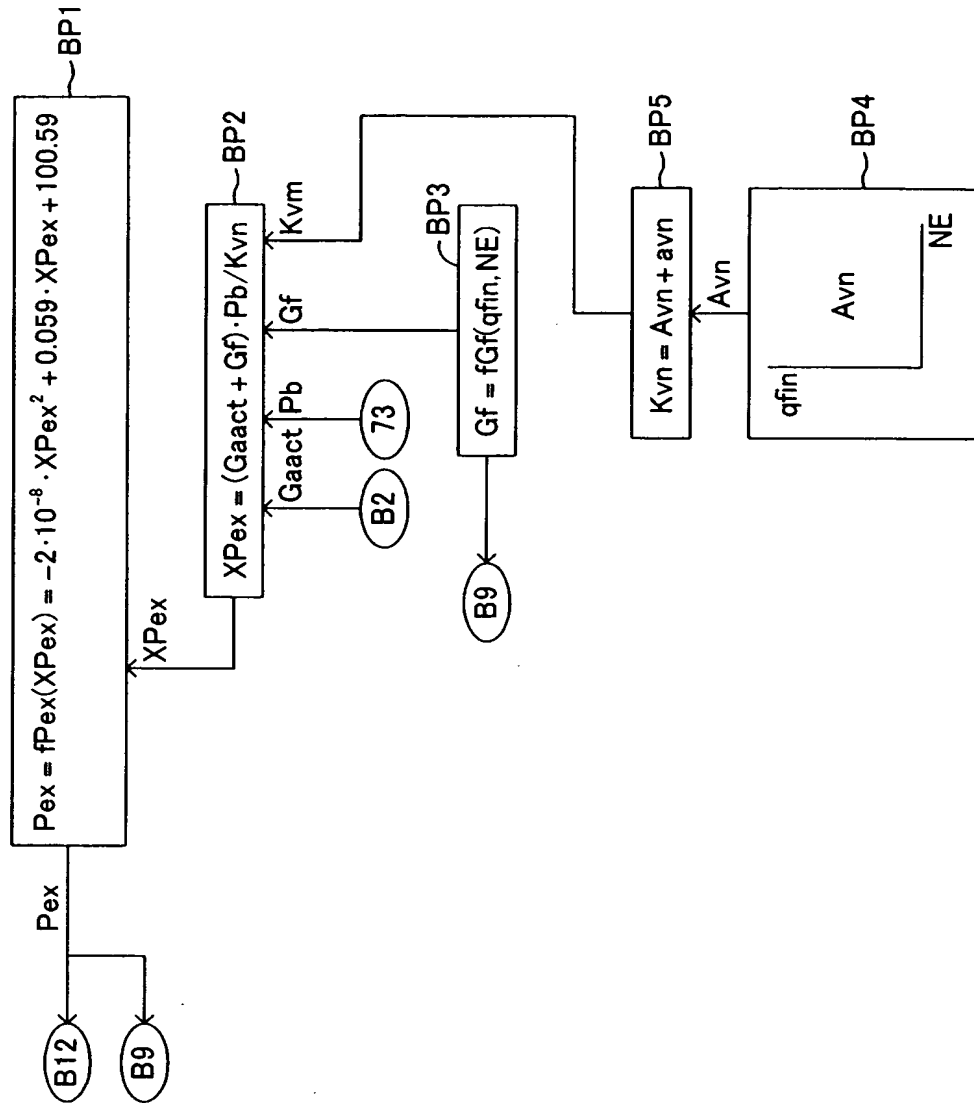 BP1
Pex = fPex(XPex) = −2·10⁻⁸·XPex² + 0.059·XPex + 100.59
Pex
B12
B9
XPex
BP2
XPex = (Gaact + Gf)·Pb/Kvn
Gaact
Pb
Gf
Kvm
B2
73
BP3
Gf = fGf(qfin, NE)
B9
BP5
Kvn = Avn + avn
Avn
BP4
qfin
Avn
NE